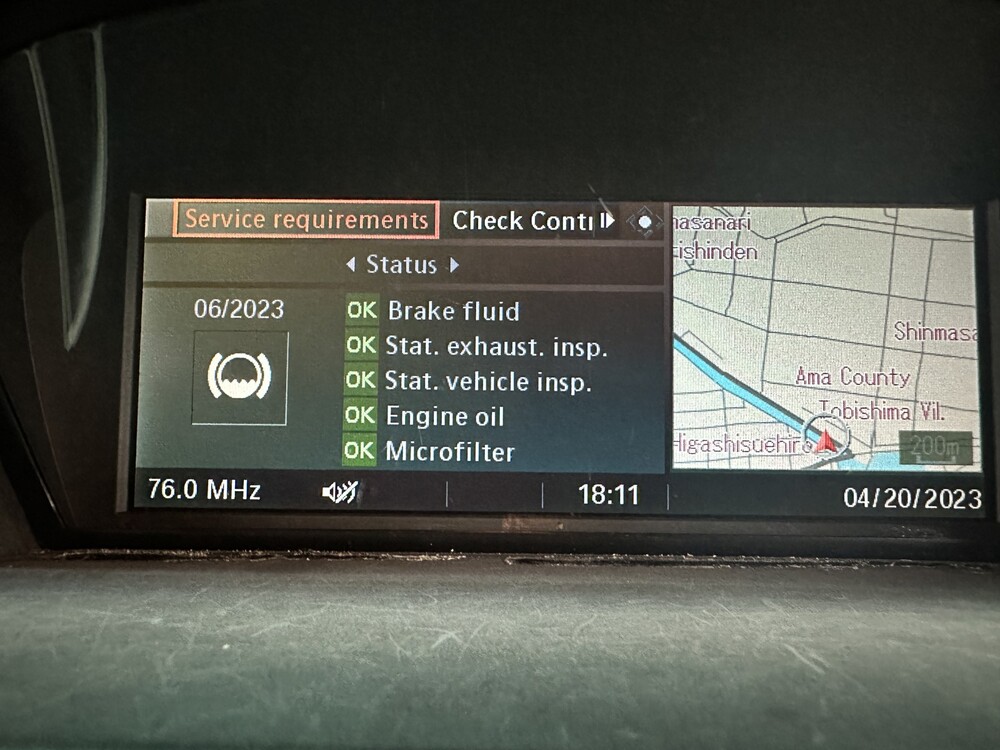 Service requirements Check Conti
Status
06/2023
OK Brake fluid
OK Stat. exhaust. insp.
OK Stat. vehicle insp.
OK Engine oil
OK Microfilter
nasanari
ishinden
Shinmasa
Ama County
Tobishima Vil.
Higashisuehiro
200m
76.0 MHz
18:11
04/20/2023